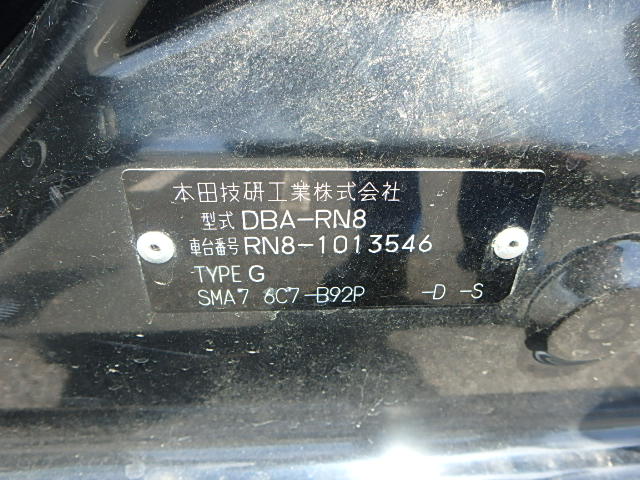 本田技研工業株式会社
型式 DBA-RN8
車台番号 RN8-1013546
TYPE G
SMA7 6C7-B92P -D -S